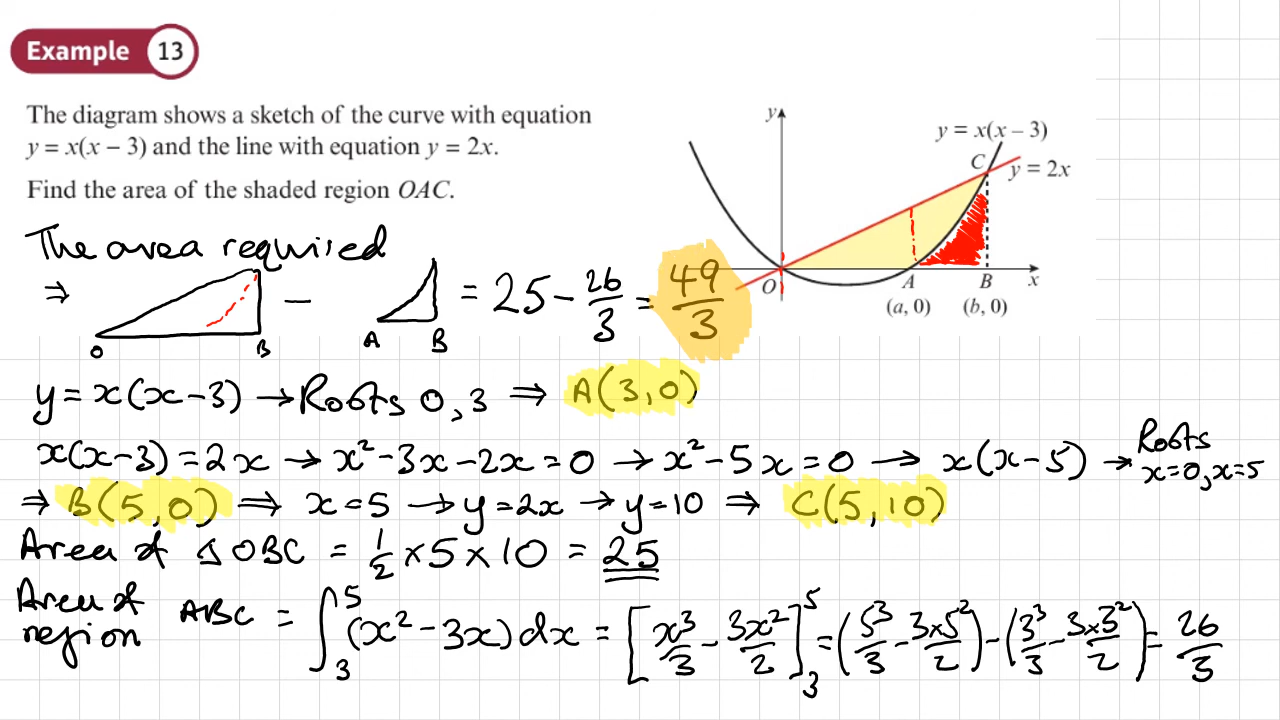 Example 13
The diagram shows a sketch of the curve with equation
y = x(x − 3) and the line with equation y = 2x.
Find the area of the shaded region OAC.
y
y = x(x − 3)
C
y = 2x
O
A
B
x
(a, 0)
(b, 0)
The area required
⇒ O B − A B = 25 − 26/3 = 49/3
y = x(x−3) → Roots 0, 3 ⇒ A(3, 0)
x(x−3) = 2x → x² − 3x − 2x = 0 → x² − 5x = 0 → x(x−5) → Roots x=0, x=5
⇒ B(5, 0) ⇒ x = 5 → y = 2x → y = 10 ⇒ C(5, 10)
Area of △OBC = 1/2 × 5 × 10 = 25
Area of region ABC = ∫₃⁵ (x² − 3x) dx = [x³/3 − 3x²/2]₃⁵ = (5³/3 − 3×5²/2) − (3³/3 − 3×3²/2) = 26/3